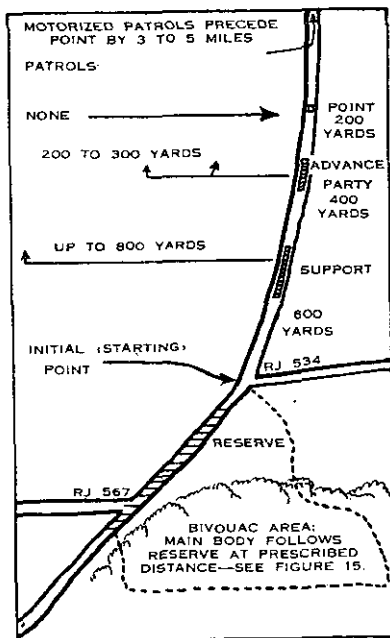 MOTORIZED PATROLS PRECEDE
POINT BY 3 TO 5 MILES
PATROLS
NONE
POINT
200
YARDS
200 TO 300 YARDS
ADVANCE
PARTY
400
YARDS
UP TO 800 YARDS
SUPPORT
600
YARDS
INITIAL (STARTING)
POINT
RJ 534
RESERVE
RJ 567
BIVOUAC AREA:
MAIN BODY FOLLOWS
RESERVE AT PRESCRIBED
DISTANCE—SEE FIGURE 15.